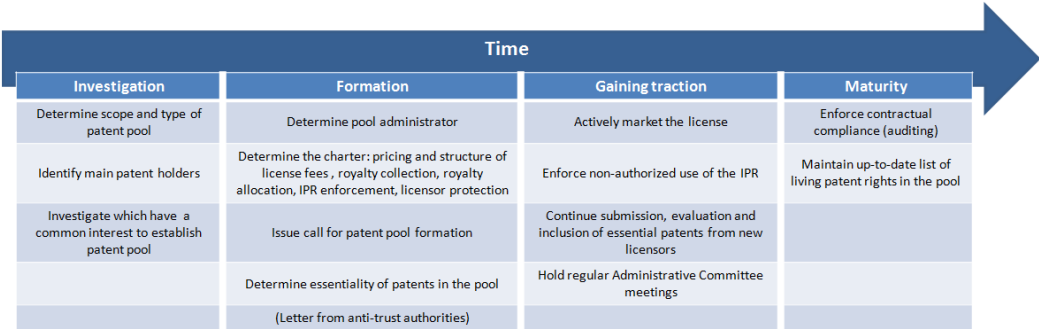 Time
Investigation
Formation
Gaining traction
Maturity
Determine scope and type of
patent pool
Determine pool administrator
Actively market the license
Enforce contractual
compliance (auditing)
Identify main patent holders
Determine the charter: pricing and structure of
license fees , royalty collection, royalty
allocation, IPR enforcement, licensor protection
Enforce non-authorized use of the IPR
Maintain up-to-date list of
living patent rights in the pool
Investigate which have a
common interest to establish
patent pool
Issue call for patent pool formation
Continue submission, evaluation and
inclusion of essential patents from new
licensors
Determine essentiality of patents in the pool
Hold regular Administrative Committee
meetings
(Letter from anti-trust authorities)